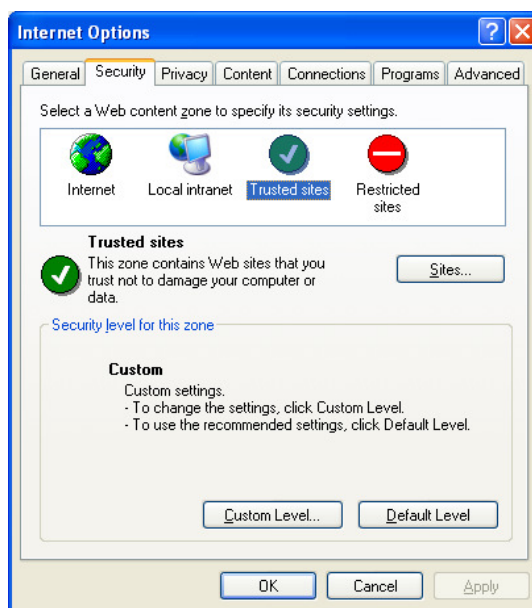 Internet Options
General Security Privacy Content Connections Programs Advanced
Select a Web content zone to specify its security settings.
Internet Local intranet Trusted sites Restricted
sites
Trusted sites
This zone contains Web sites that you
trust not to damage your computer or
data.
Sites...
Security level for this zone
Custom
Custom settings.
- To change the settings, click Custom Level.
- To use the recommended settings, click Default Level.
Custom Level... Default Level
OK Cancel Apply